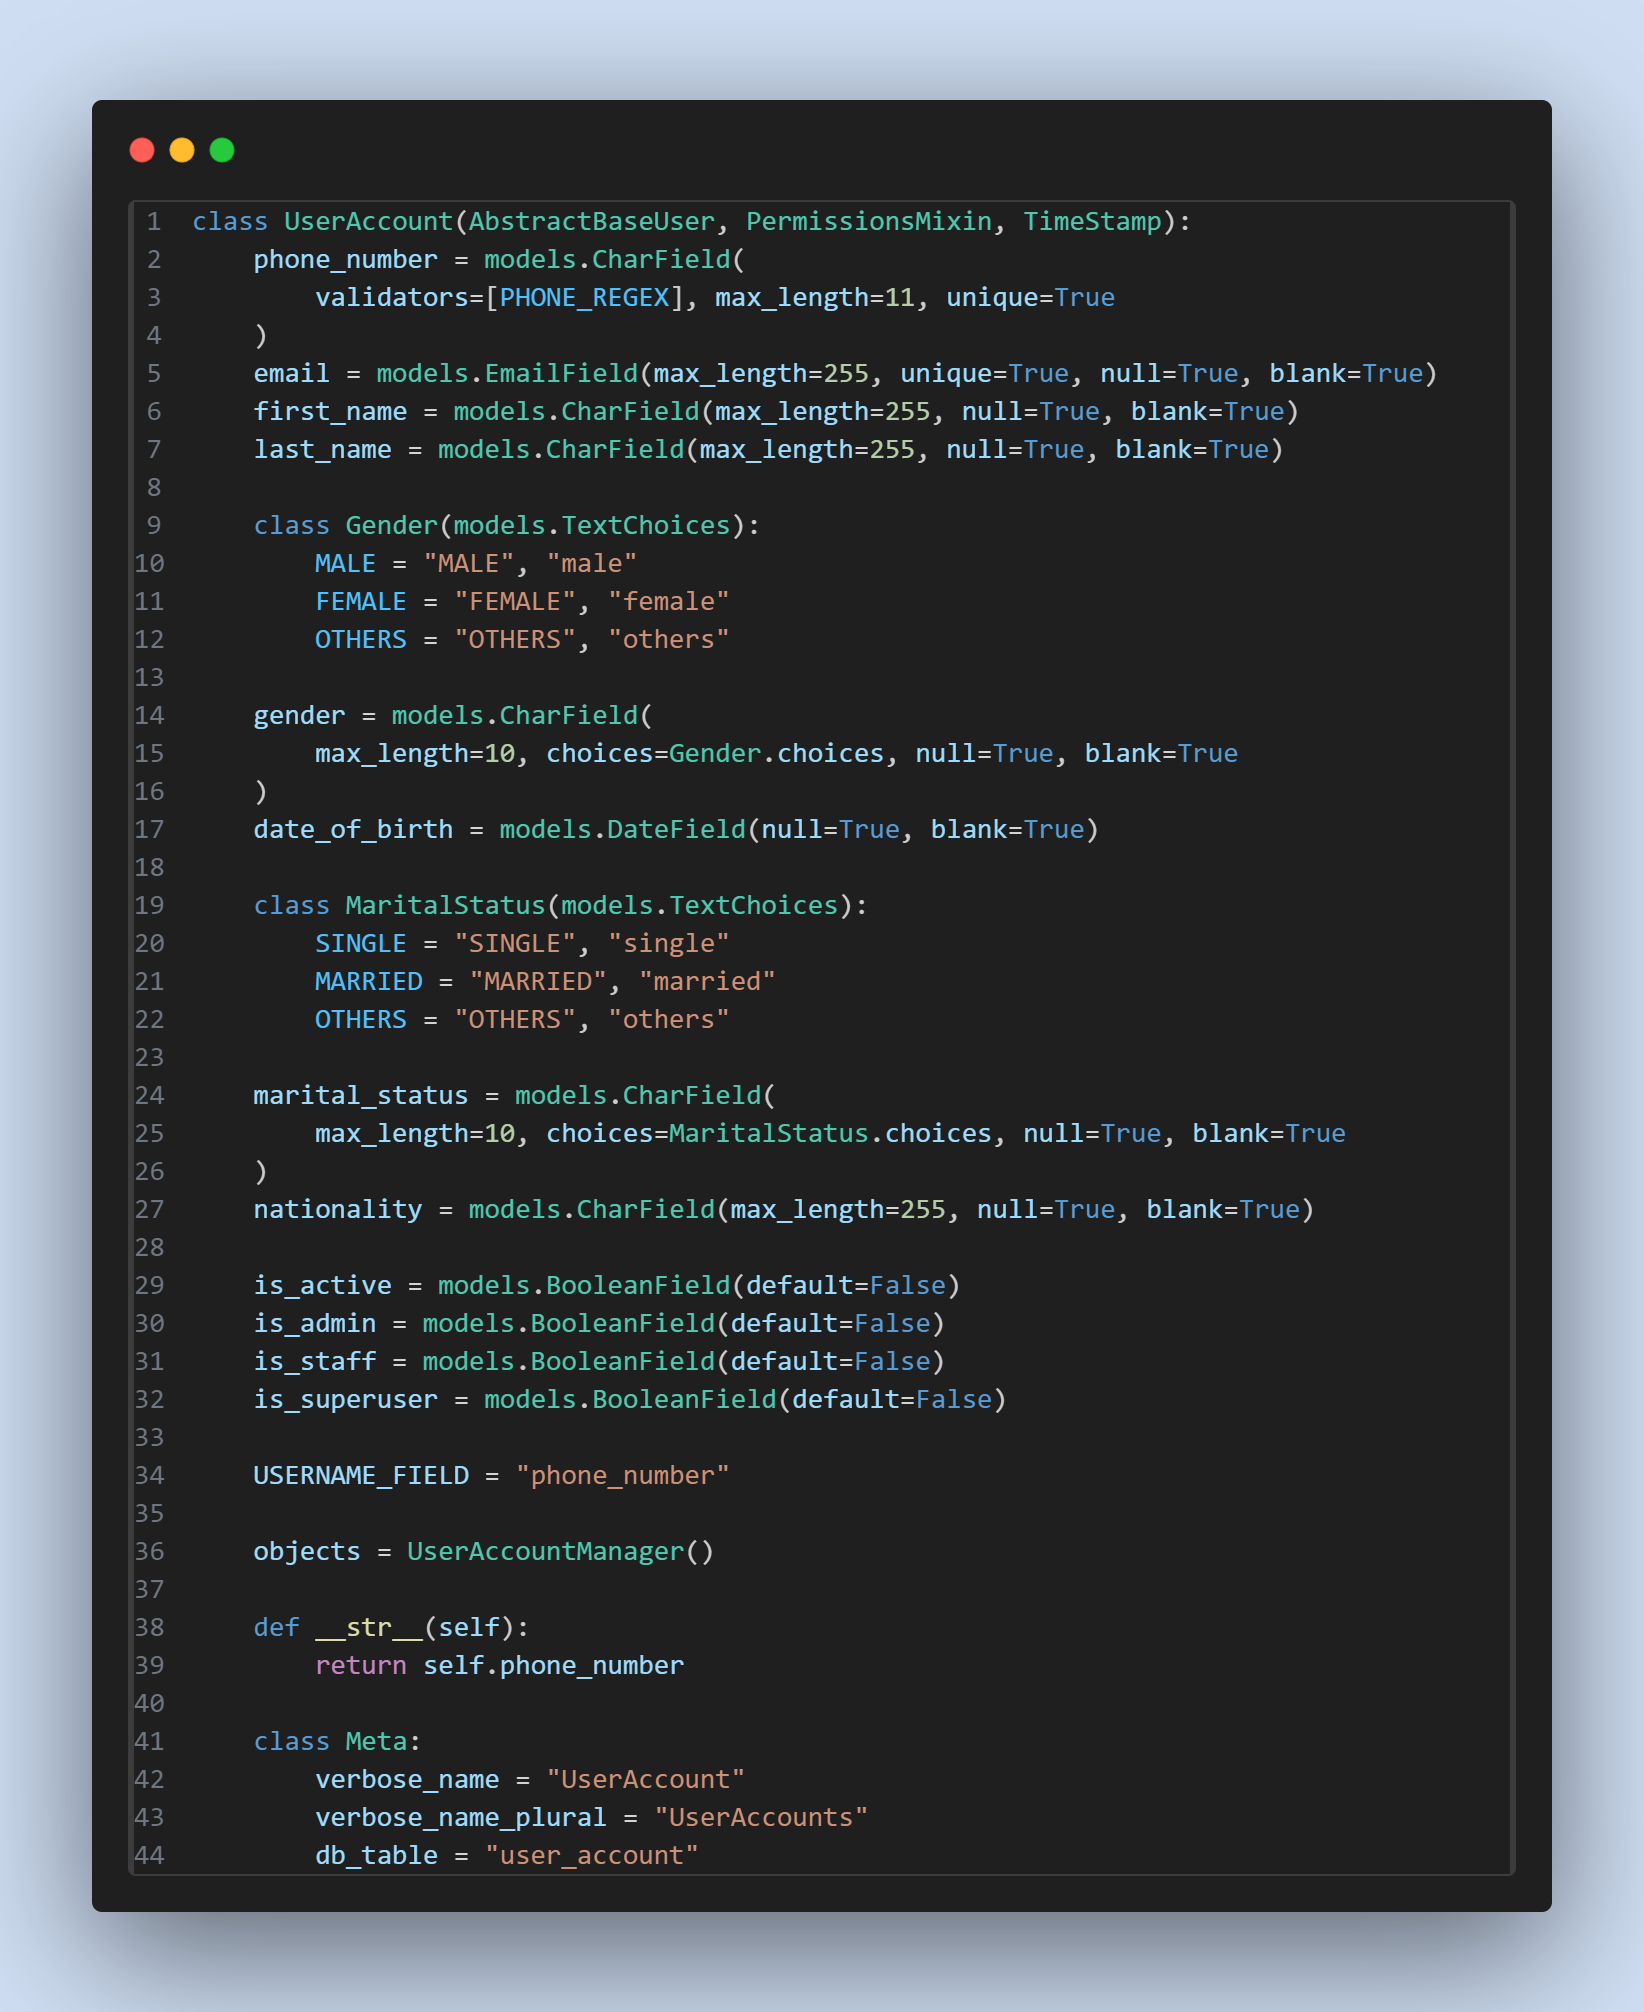 1 class UserAccount(AbstractBaseUser, PermissionsMixin, TimeStamp):
2     phone_number = models.CharField(
3         validators=[PHONE_REGEX], max_length=11, unique=True
4     )
5     email = models.EmailField(max_length=255, unique=True, null=True, blank=True)
6     first_name = models.CharField(max_length=255, null=True, blank=True)
7     last_name = models.CharField(max_length=255, null=True, blank=True)
8
9     class Gender(models.TextChoices):
10         MALE = "MALE", "male"
11         FEMALE = "FEMALE", "female"
12         OTHERS = "OTHERS", "others"
13
14     gender = models.CharField(
15         max_length=10, choices=Gender.choices, null=True, blank=True
16     )
17     date_of_birth = models.DateField(null=True, blank=True)
18
19     class MaritalStatus(models.TextChoices):
20         SINGLE = "SINGLE", "single"
21         MARRIED = "MARRIED", "married"
22         OTHERS = "OTHERS", "others"
23
24     marital_status = models.CharField(
25         max_length=10, choices=MaritalStatus.choices, null=True, blank=True
26     )
27     nationality = models.CharField(max_length=255, null=True, blank=True)
28
29     is_active = models.BooleanField(default=False)
30     is_admin = models.BooleanField(default=False)
31     is_staff = models.BooleanField(default=False)
32     is_superuser = models.BooleanField(default=False)
33
34     USERNAME_FIELD = "phone_number"
35
36     objects = UserAccountManager()
37
38     def __str__(self):
39         return self.phone_number
40
41     class Meta:
42         verbose_name = "UserAccount"
43         verbose_name_plural = "UserAccounts"
44         db_table = "user_account"